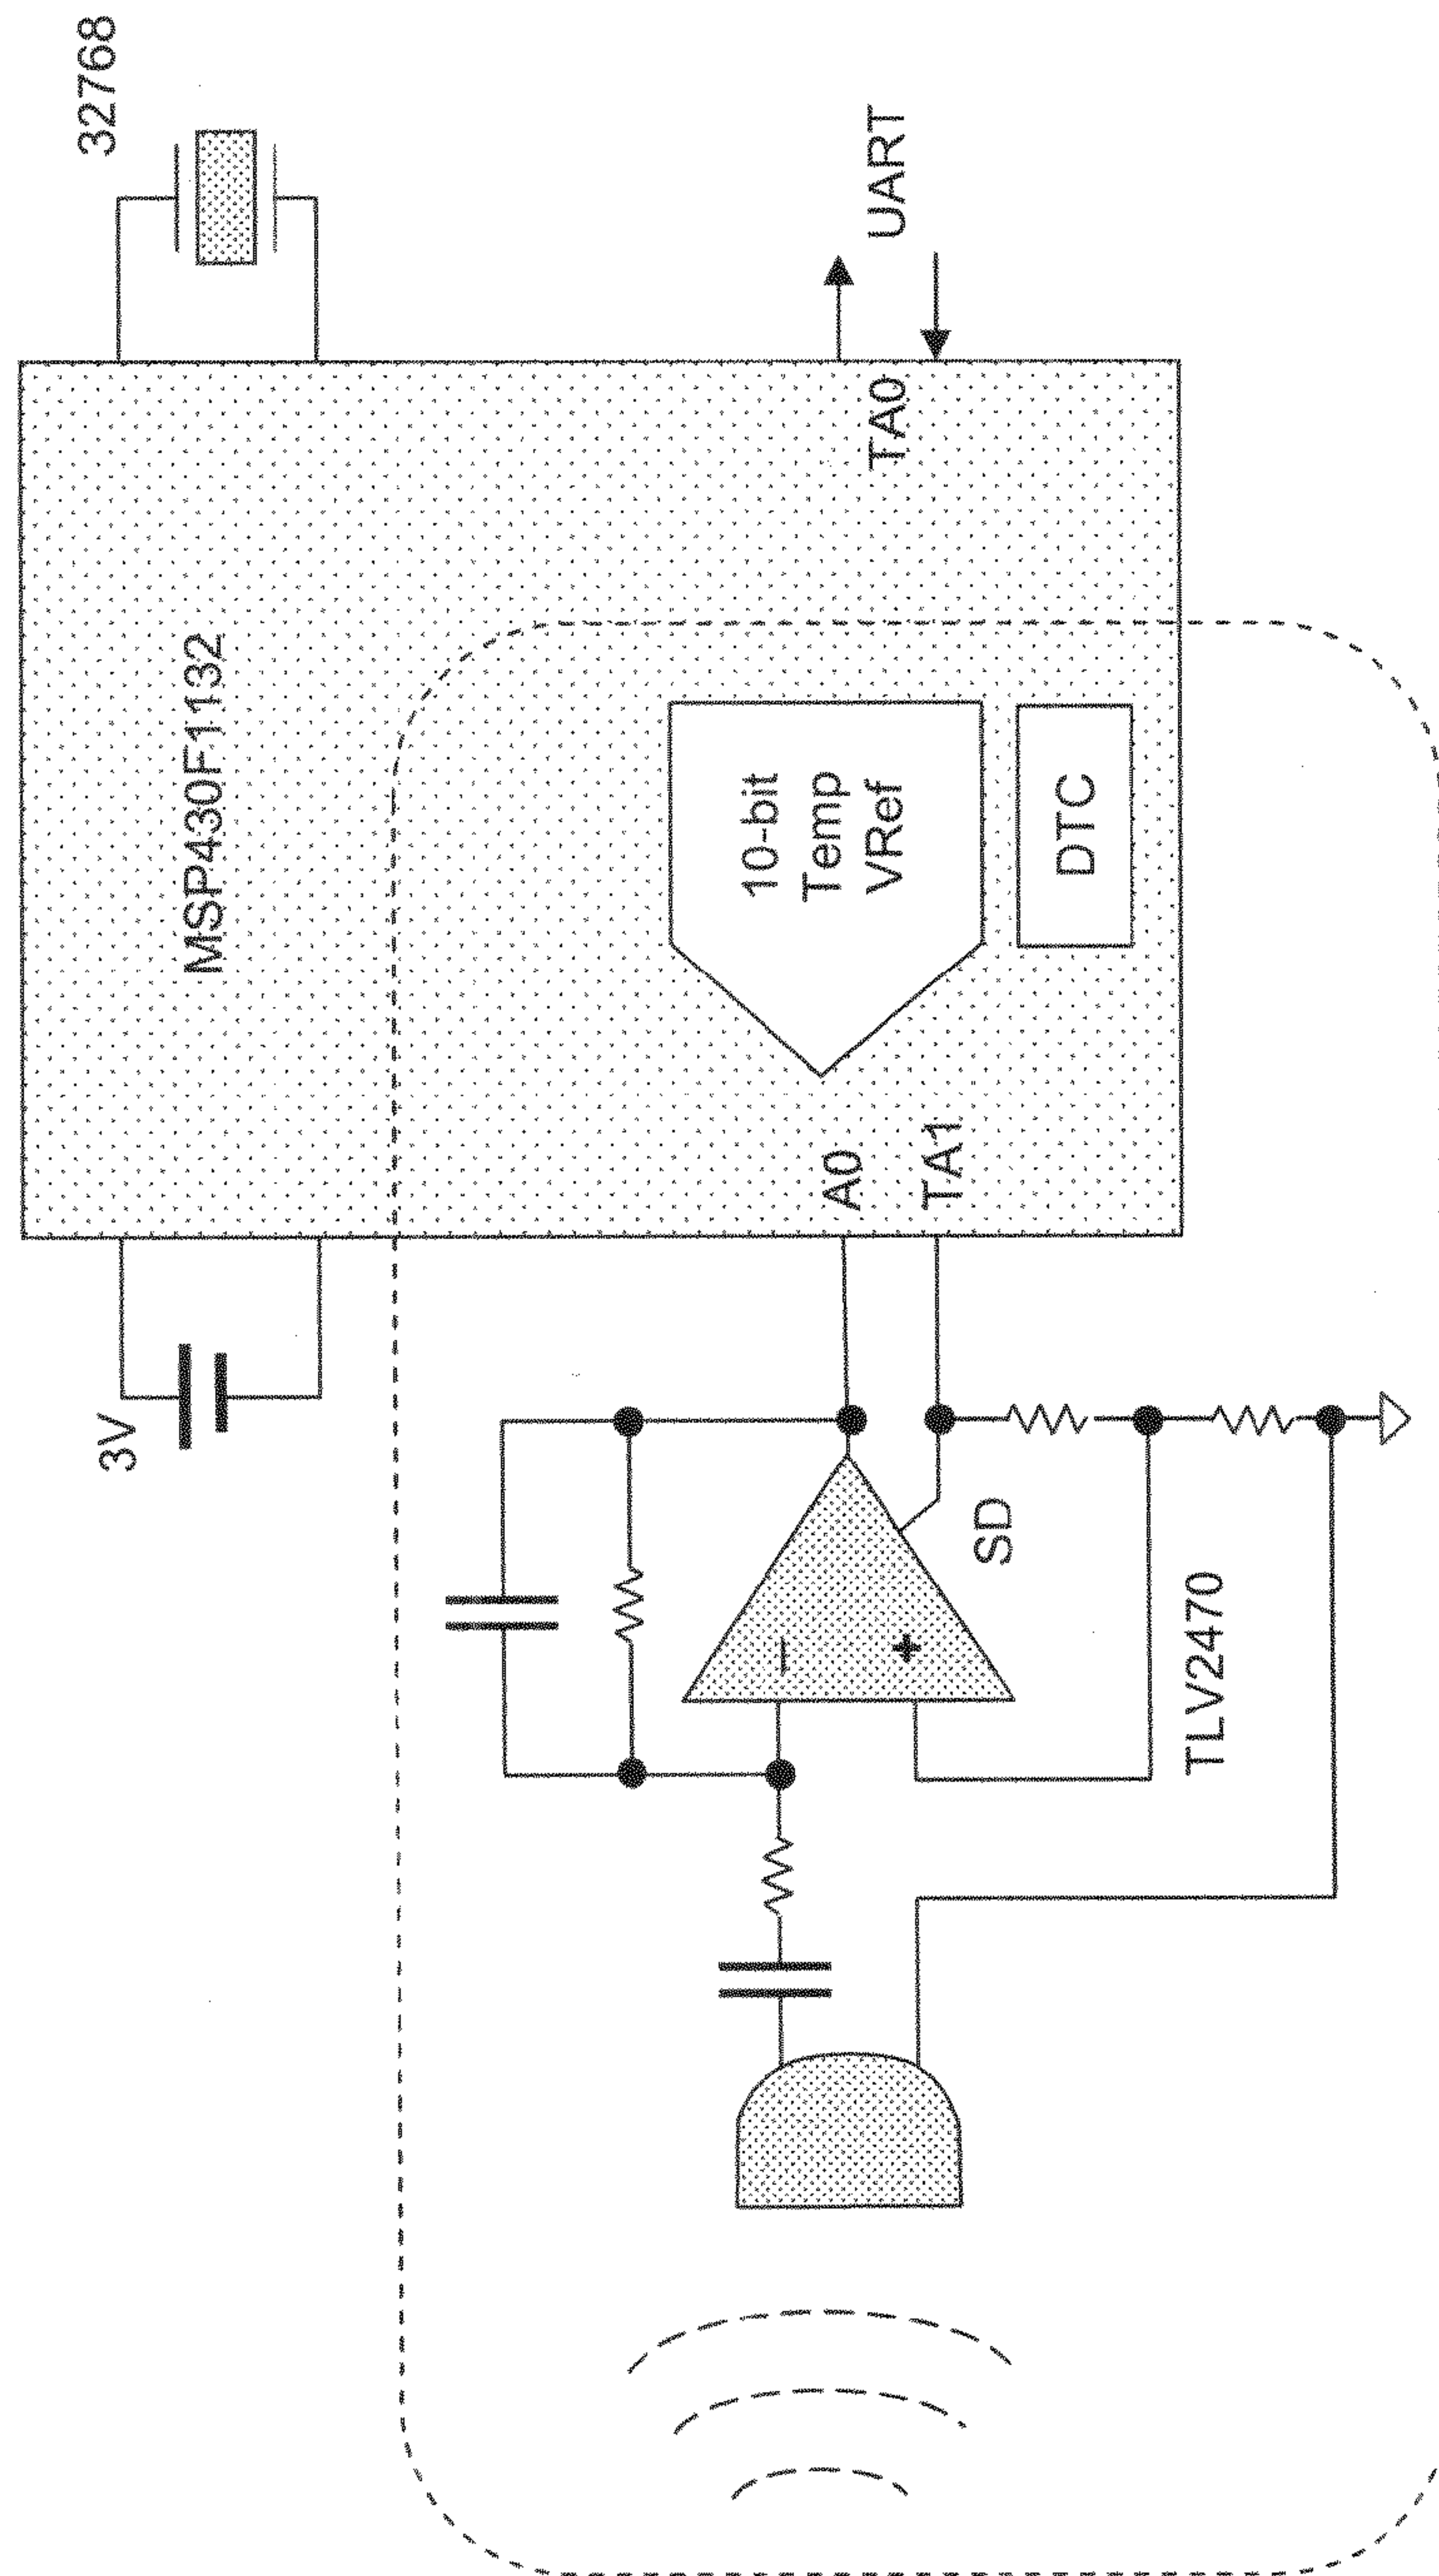 MSP430F1132
3V
32768
10-bit
Temp
VRef
DTC
A0
TA1
TA0
UART
SD
TLV2470
−
+